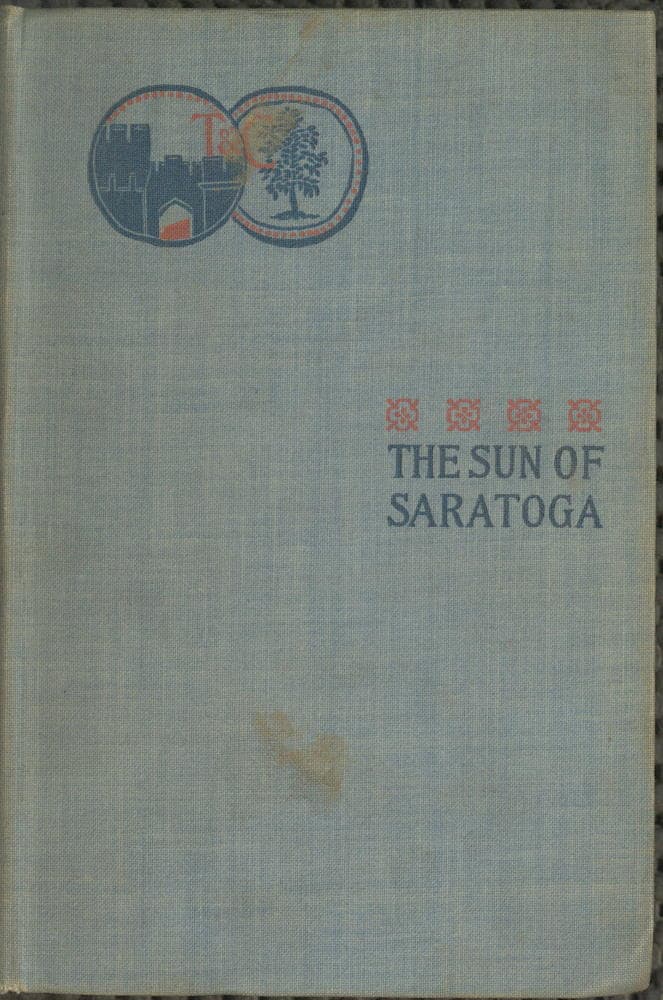 T&C
THE SUN OF
SARATOGA